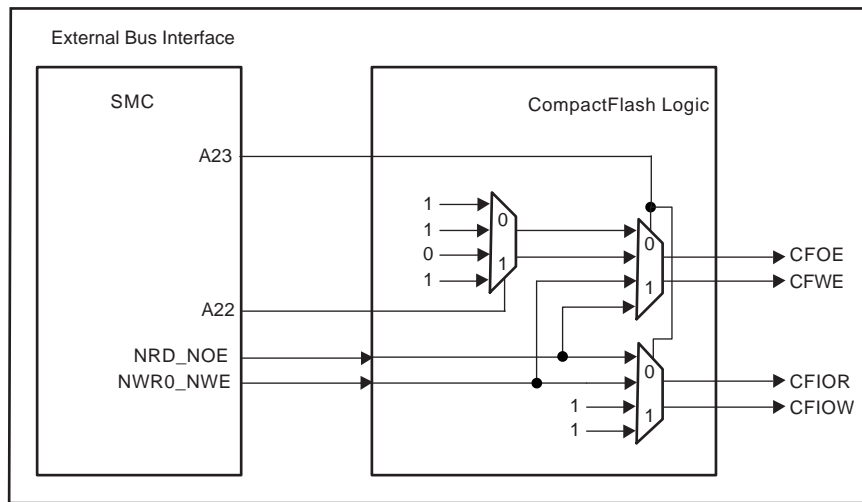 External Bus Interface
SMC
CompactFlash Logic
A23
1
1
0
1
0
1
0
1
CFOE
CFWE
A22
NRD_NOE
NWR0_NWE
0
1
1
1
CFIOR
CFIOW